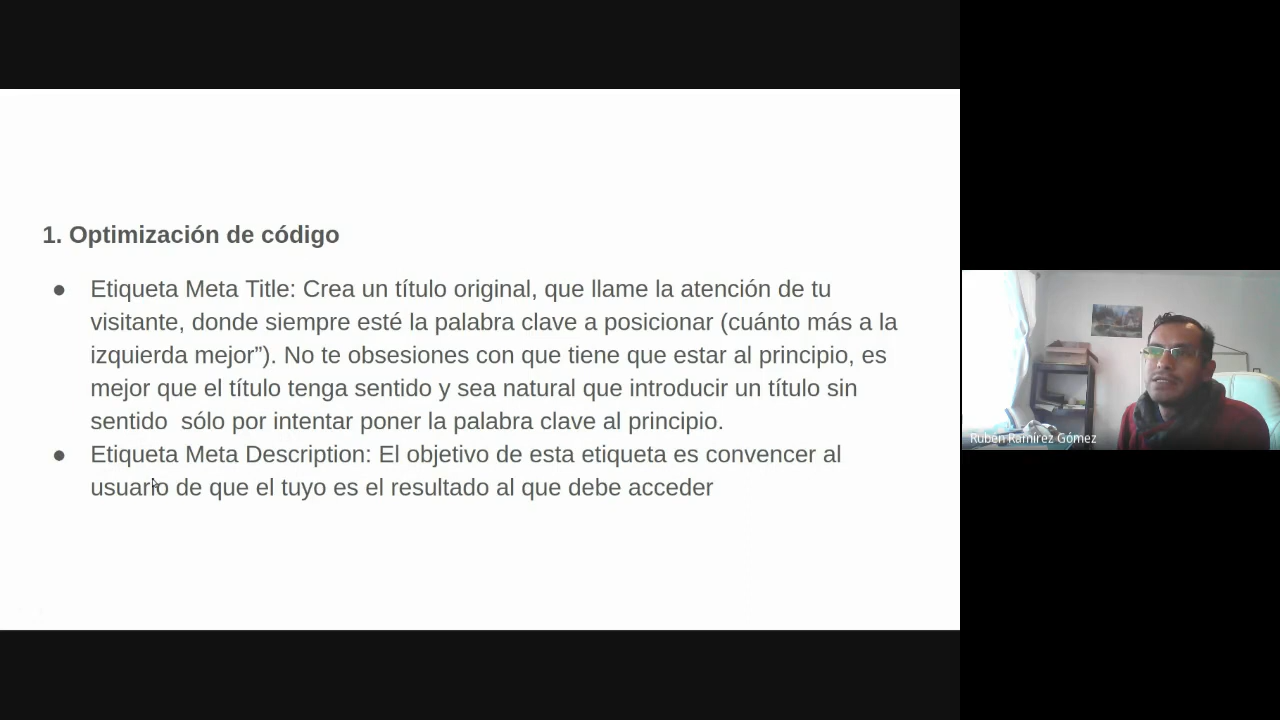 1. Optimización de código
● Etiqueta Meta Title: Crea un título original, que llame la atención de tu
visitante, donde siempre esté la palabra clave a posicionar (cuánto más a la
izquierda mejor”). No te obsesiones con que tiene que estar al principio, es
mejor que el título tenga sentido y sea natural que introducir un título sin
sentido  sólo por intentar poner la palabra clave al principio.
● Etiqueta Meta Description: El objetivo de esta etiqueta es convencer al
usuario de que el tuyo es el resultado al que debe acceder
Rubén Ramírez Gómez